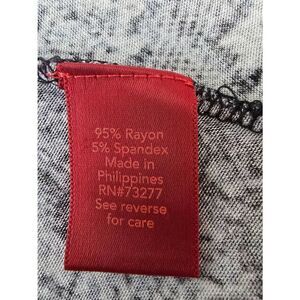 95% Rayon
5% Spandex
Made in
Philippines
RN#73277
See reverse
for care